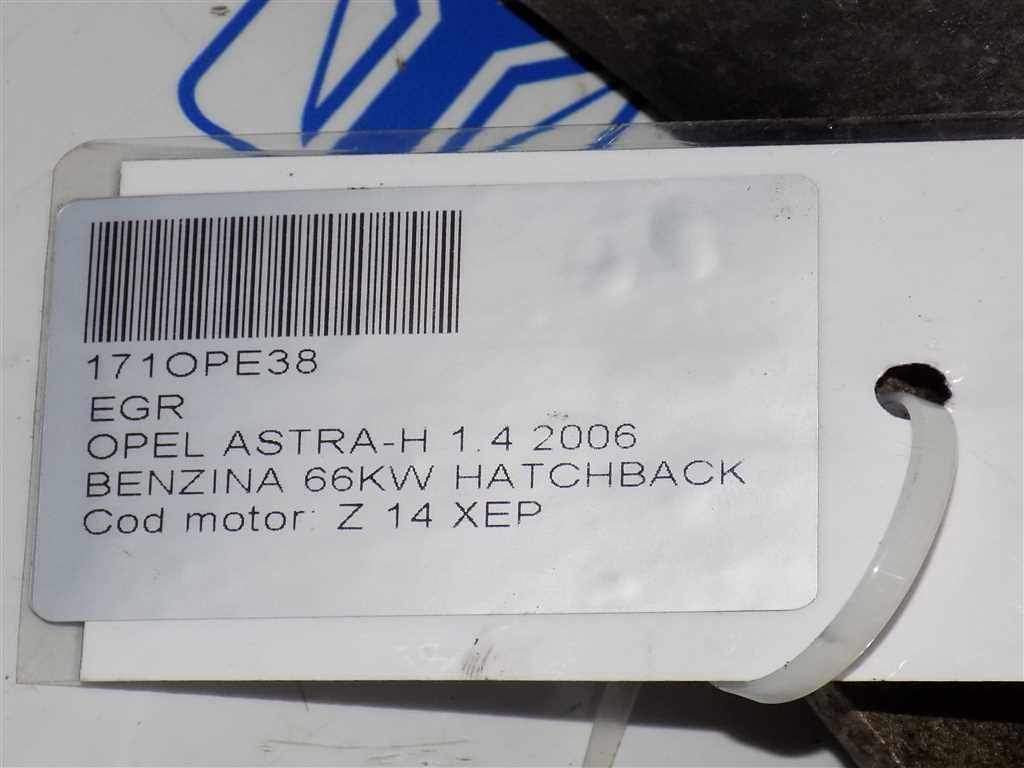 171OPE38
EGR
OPEL ASTRA-H 1.4 2006
BENZINA 66KW HATCHBACK
Cod motor: Z 14 XEP